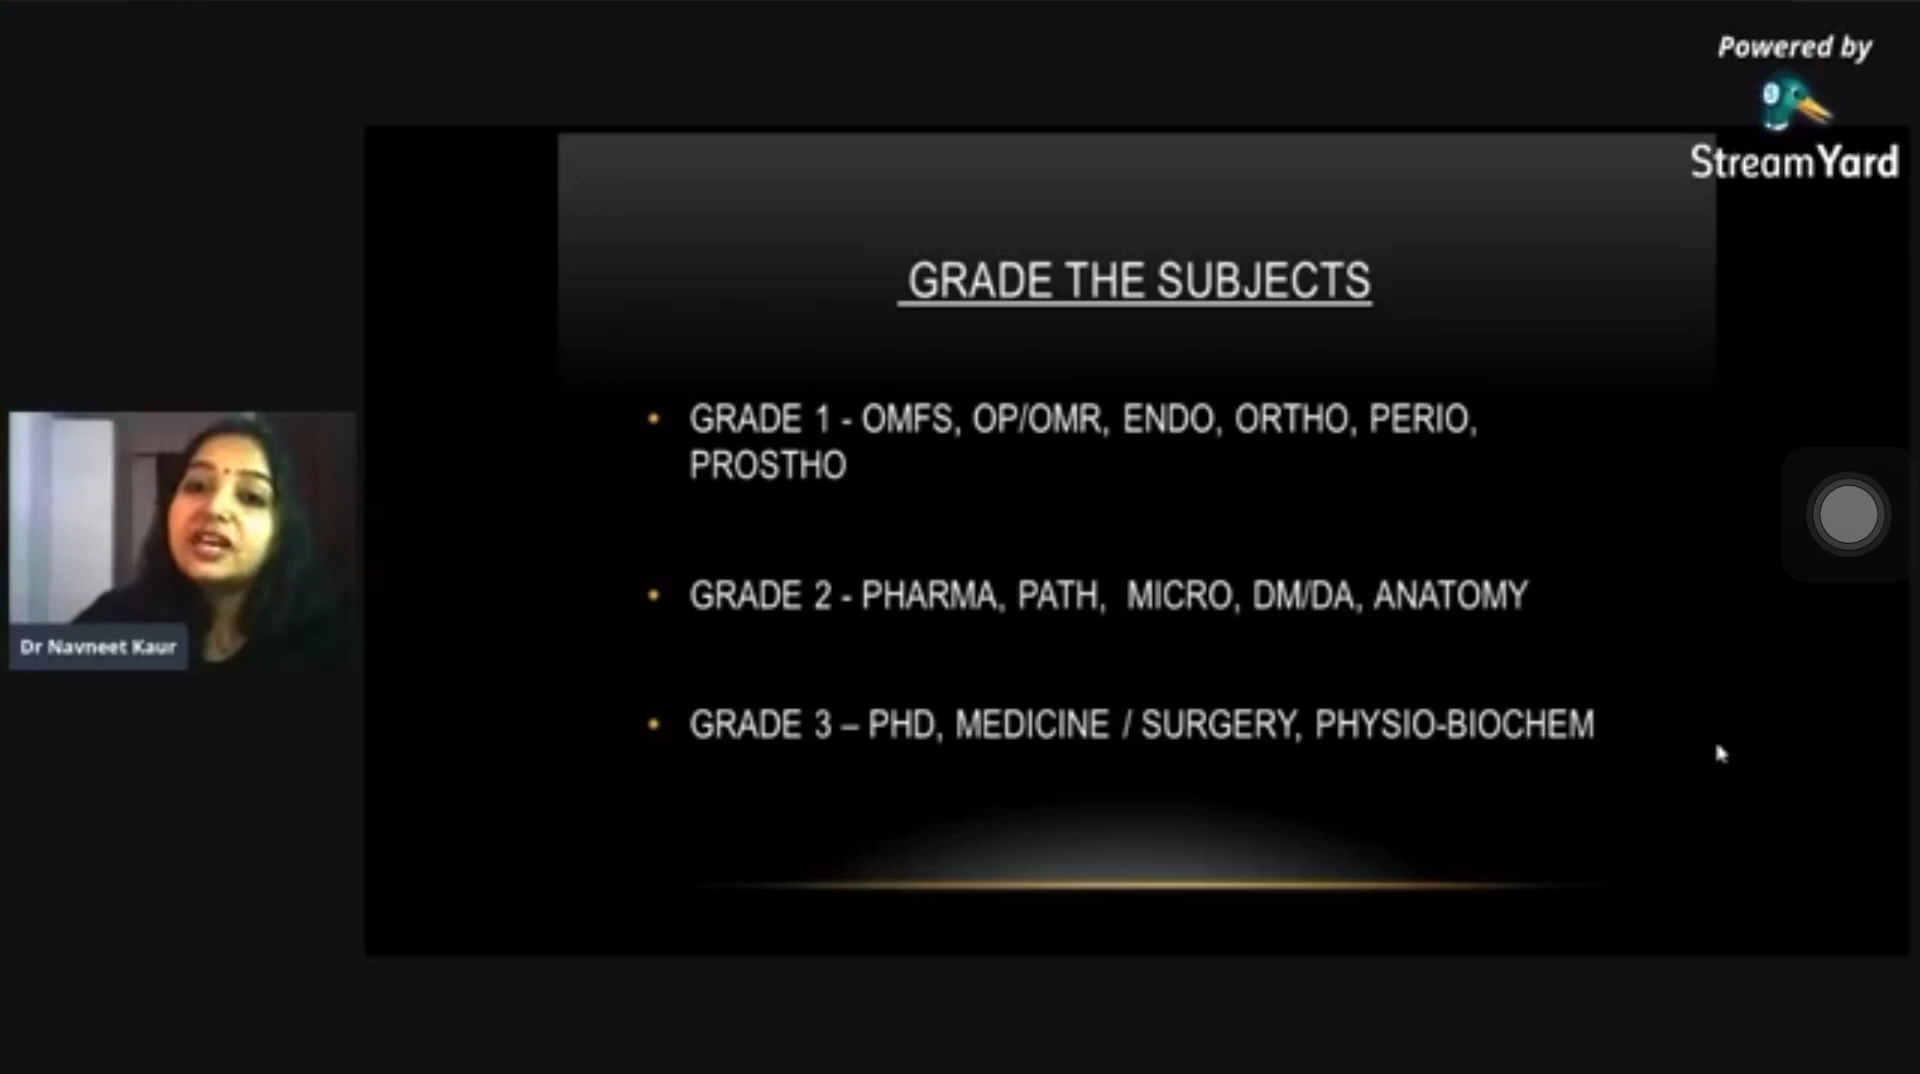 Powered by
StreamYard
GRADE THE SUBJECTS
• GRADE 1 - OMFS, OP/OMR, ENDO, ORTHO, PERIO,
PROSTHO
• GRADE 2 - PHARMA, PATH, MICRO, DM/DA, ANATOMY
• GRADE 3 – PHD, MEDICINE / SURGERY, PHYSIO-BIOCHEM
Dr Navneet Kaur